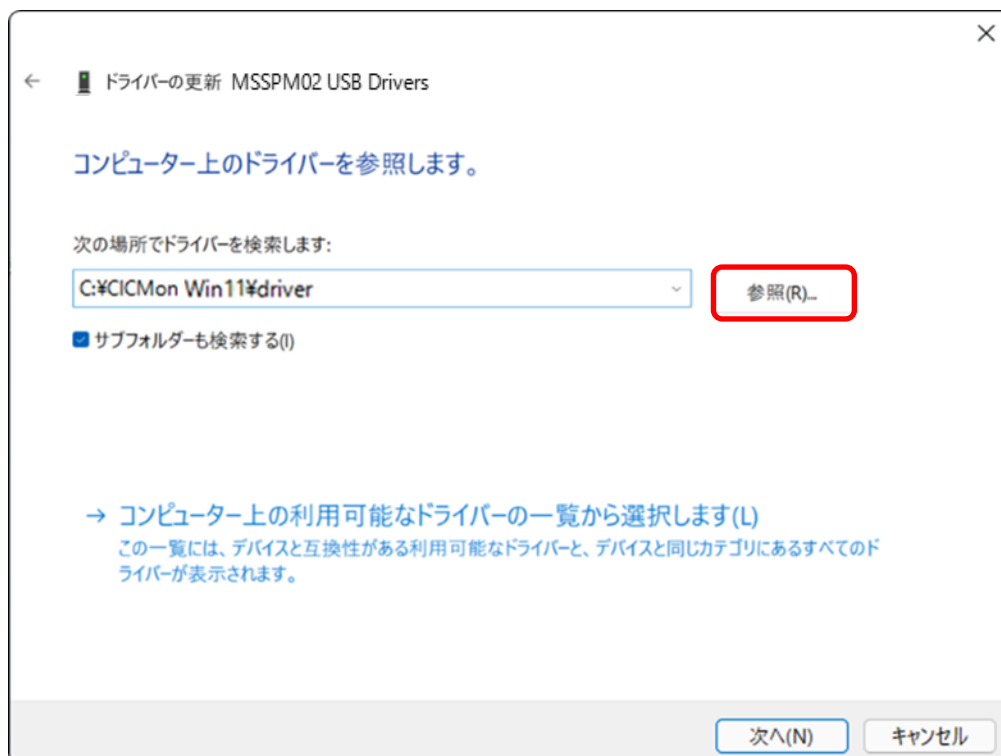 ドライバーの更新 MSSPM02 USB Drivers
コンピューター上のドライバーを参照します。
次の場所でドライバーを検索します:
C:¥CICMon Win11¥driver
参照(R)...
サブフォルダーも検索する(I)
→ コンピューター上の利用可能なドライバーの一覧から選択します(L)
この一覧には、デバイスと互換性がある利用可能なドライバーと、デバイスと同じカテゴリにあるすべてのド
ライバーが表示されます。
次へ(N)
キャンセル